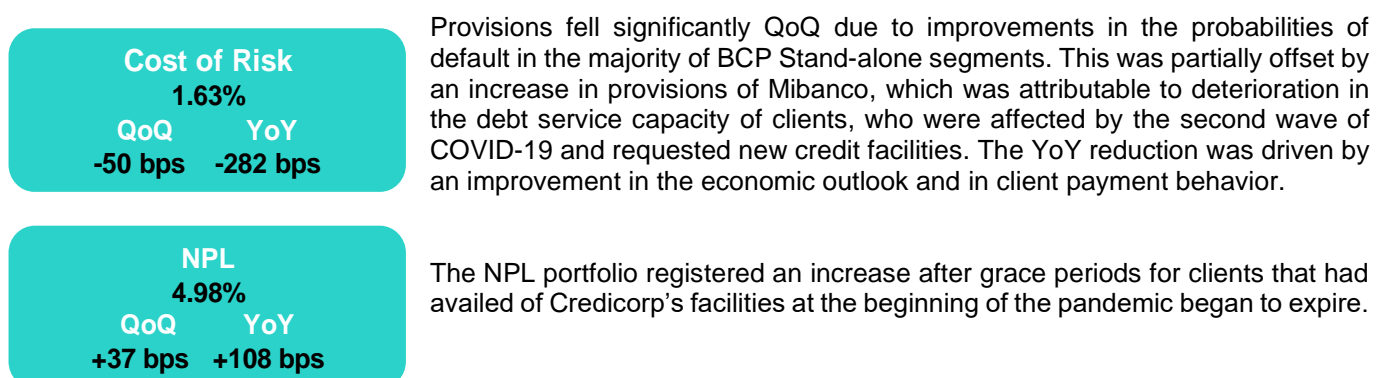 Cost of Risk
1.63%
QoQ YoY
-50 bps -282 bps
Provisions fell significantly QoQ due to improvements in the probabilities of
default in the majority of BCP Stand-alone segments. This was partially offset by
an increase in provisions of Mibanco, which was attributable to deterioration in
the debt service capacity of clients, who were affected by the second wave of
COVID-19 and requested new credit facilities. The YoY reduction was driven by
an improvement in the economic outlook and in client payment behavior.
NPL
4.98%
QoQ YoY
+37 bps +108 bps
The NPL portfolio registered an increase after grace periods for clients that had
availed of Credicorp’s facilities at the beginning of the pandemic began to expire.